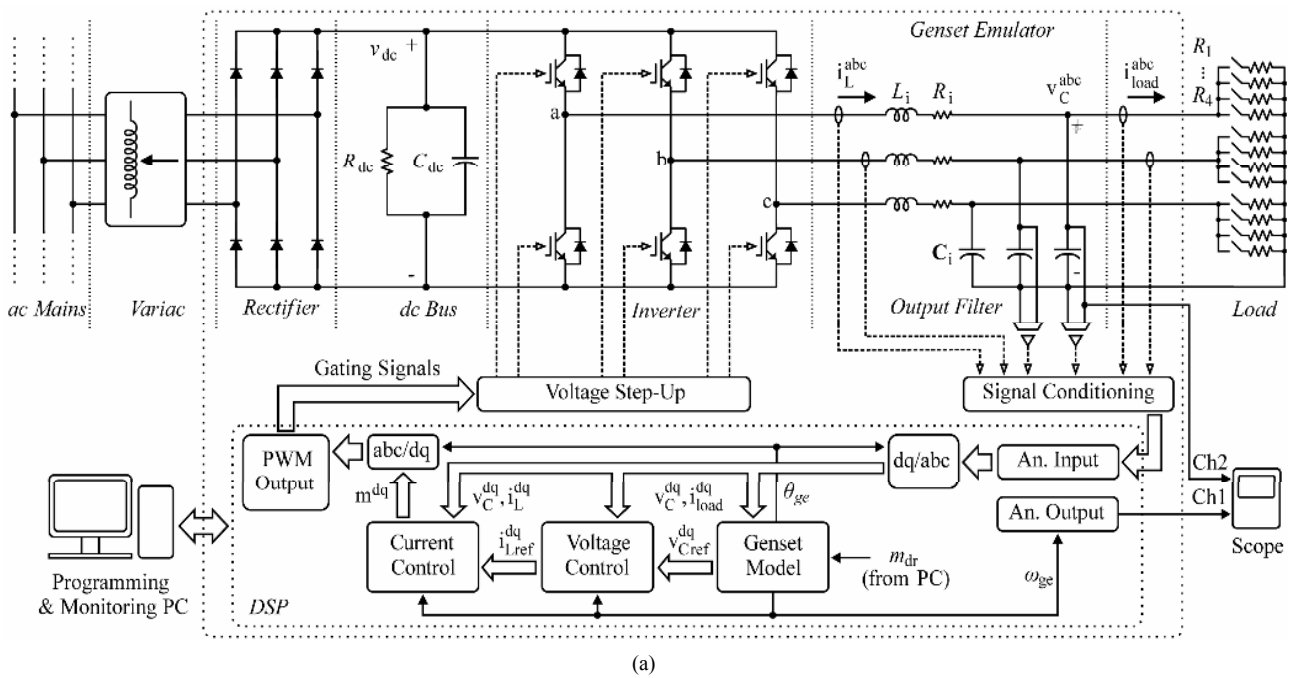 Genset Emulator
v_dc +
i_L^abc
L_i
R_i
v_C^abc
i_load^abc
R_1
⋮
R_4
a
+
R_dc
C_dc
b
c
C_i
-
-
ac Mains
Variac
Rectifier
dc Bus
Inverter
Output Filter
Load
Gating Signals
Voltage Step-Up
Signal Conditioning
PWM Output
abc/dq
dq/abc
An. Input
Ch2
m^dq
v_C^dq, i_L^dq
v_C^dq, i_load^dq
θ_ge
Ch1
An. Output
Current Control
i_Lref^dq
Voltage Control
v_Cref^dq
Genset Model
m_dr
(from PC)
ω_ge
Scope
Programming
& Monitoring PC
DSP
(a)